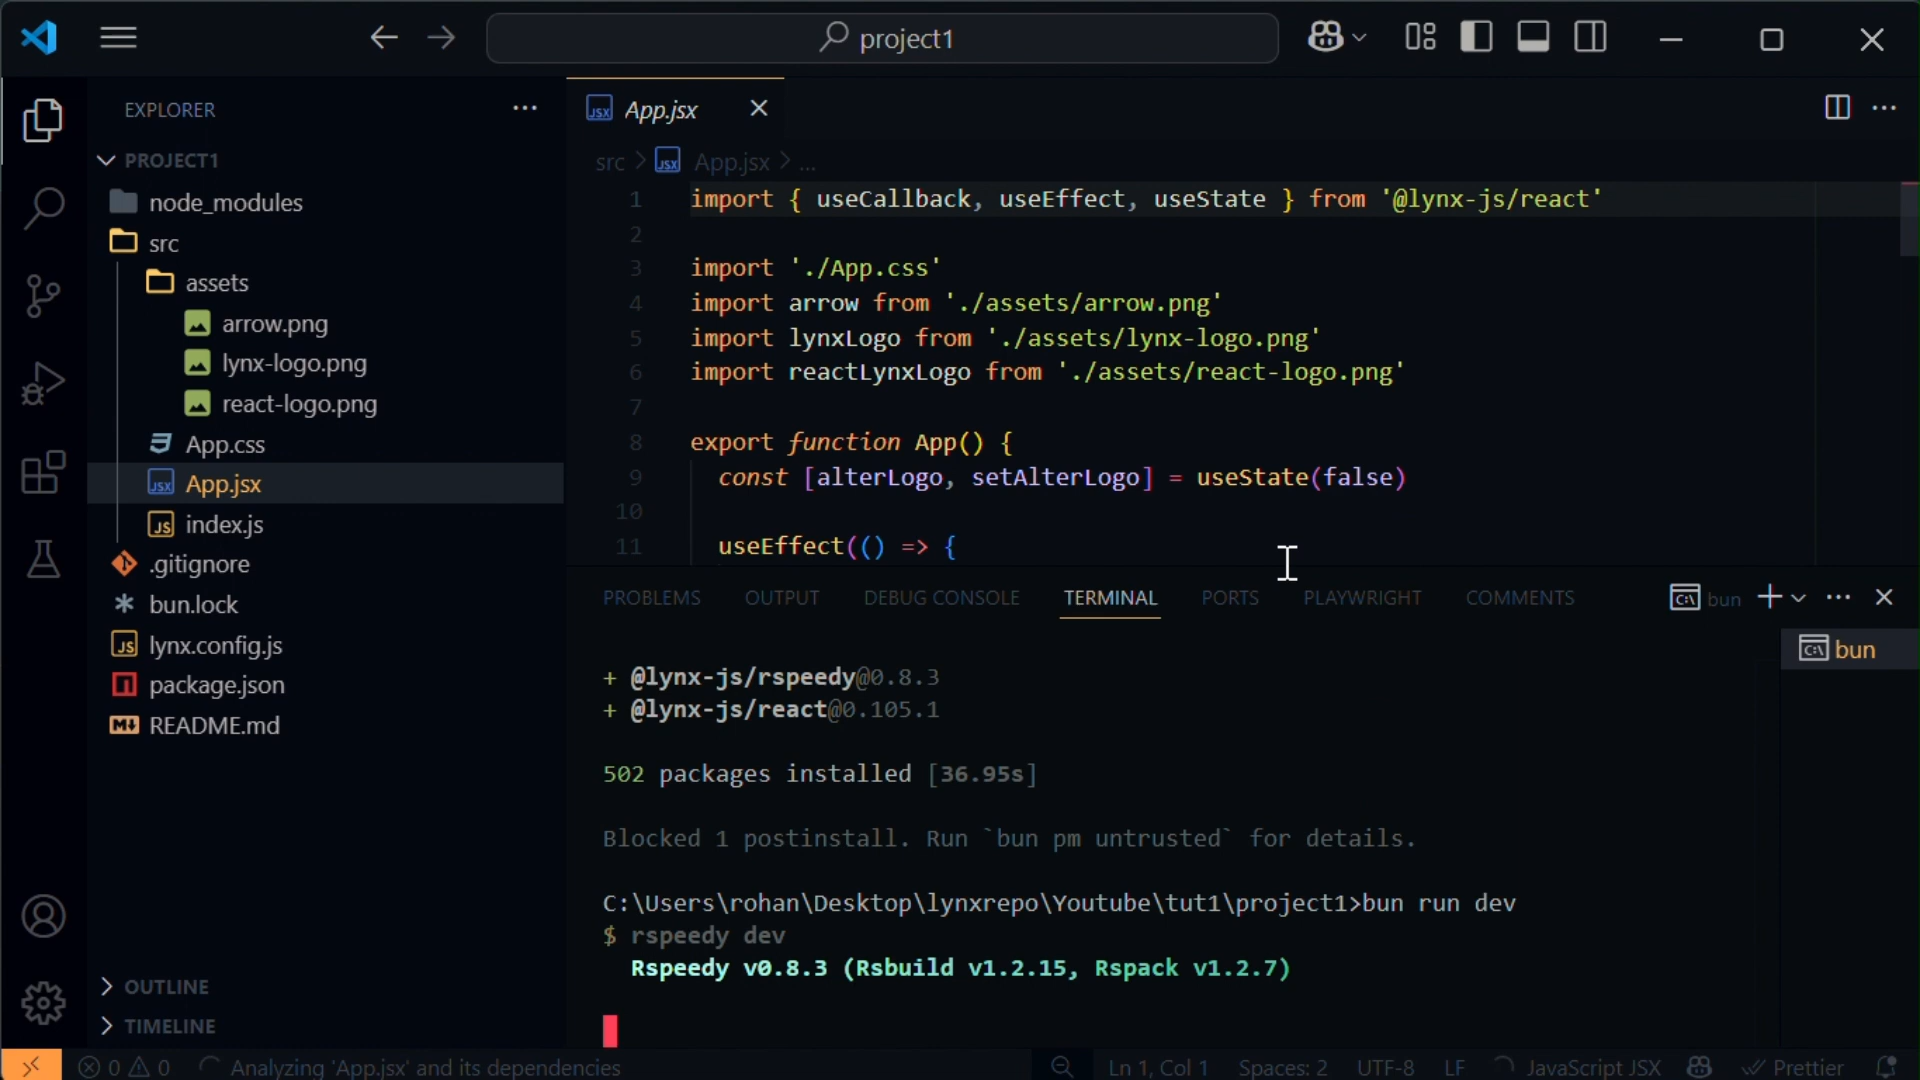 project1
EXPLORER
PROJECT1
node_modules
src
assets
arrow.png
lynx-logo.png
react-logo.png
App.css
App.jsx
index.js
.gitignore
bun.lock
lynx.config.js
package.json
README.md
OUTLINE
TIMELINE
App.jsx
src > App.jsx > ...
1 import { useCallback, useEffect, useState } from '@lynx-js/react'
2
3 import './App.css'
4 import arrow from './assets/arrow.png'
5 import lynxLogo from './assets/lynx-logo.png'
6 import reactLynxLogo from './assets/react-logo.png'
7
8 export function App() {
9 const [alterLogo, setAlterLogo] = useState(false)
10
11 useEffect(() => {
PROBLEMS OUTPUT DEBUG CONSOLE TERMINAL PORTS PLAYWRIGHT COMMENTS bun
bun
+ @lynx-js/rspeedy@0.8.3
+ @lynx-js/react@0.105.1
502 packages installed [36.95s]
Blocked 1 postinstall. Run `bun pm untrusted` for details.
C:\Users\rohan\Desktop\lynxrepo\Youtube\tut1\project1>bun run dev
$ rspeedy dev
Rspeedy v0.8.3 (Rsbuild v1.2.15, Rspack v1.2.7)
0 0 Analyzing 'App.jsx' and its dependencies Ln 1, Col 1 Spaces: 2 UTF-8 LF JavaScript JSX Prettier